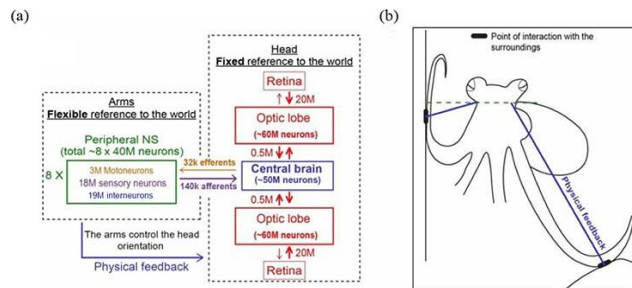 (a)
Head
Fixed reference to the world
Retina
20M
Optic lobe
(~60M neurons)
0.5M
Central brain
(~50M neurons)
0.5M
Optic lobe
(~60M neurons)
20M
Retina
Arms
Flexible reference to the world
Peripheral NS
(total ~8 x 40M neurons)
8 X
3M Motoneurons
18M sensory neurons
19M interneurons
32k efferents
140k afferents
The arms control the head
orientation
Physical feedback
(b)
Point of interaction with the
surroundings
Physical feedback